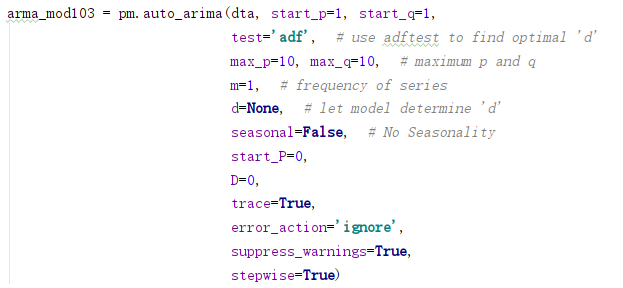 arma_mod103 = pm.auto_arima(dta, start_p=1, start_q=1,
test='adf',  # use adftest to find optimal 'd'
max_p=10, max_q=10,  # maximum p and q
m=1,  # frequency of series
d=None,  # let model determine 'd'
seasonal=False,  # No Seasonality
start_P=0,
D=0,
trace=True,
error_action='ignore',
suppress_warnings=True,
stepwise=True)